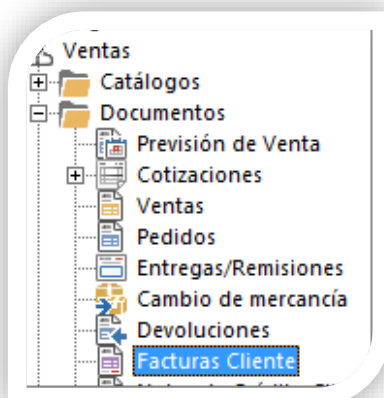 Ventas
Catálogos
Documentos
Previsión de Venta
Cotizaciones
Ventas
Pedidos
Entregas/Remisiones
Cambio de mercancía
Devoluciones
Facturas Cliente